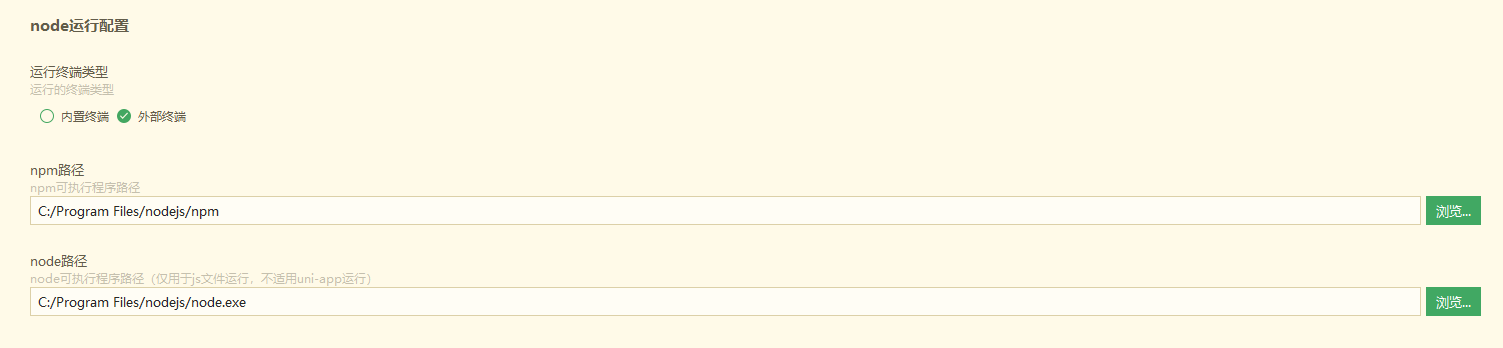 node运行配置
运行终端类型
运行的终端类型
内置终端 外部终端
npm路径
npm可执行程序路径
C:/Program Files/nodejs/npm 浏览...
node路径
node可执行程序路径（仅用于js文件运行，不适用uni-app运行）
C:/Program Files/nodejs/node.exe 浏览...